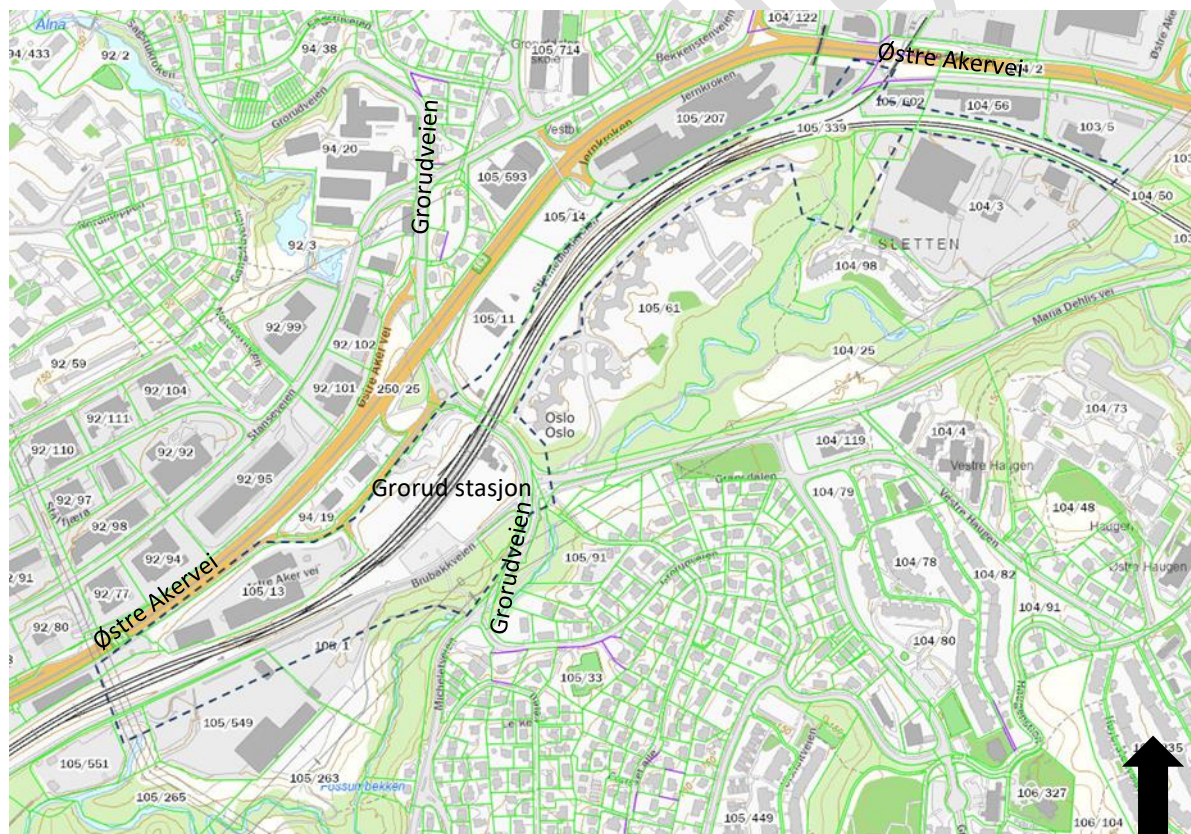 Alna
104/122
94/433
92/2
94/38
105/714
Bekkenstenveien
Østre Akervei
Grorudveien
Jernkroken
105/207
105/602
104/56
103/5
105/339
94/20
Grorudveien
Jernkroken
105/593
105/14
104/50
104/3
92/3
SLETTEN
104/98
105/61
Maria Dehlis vei
105/11
92/99
92/102
92/59
Østre Aker vei
104/25
92/104
92/101
250/25
92/111
Stanseveien
104/73
Oslo
Oslo
92/110
92/92
104/119
104/4
Vestre Haugen
92/95
Grorud stasjon
92/97
104/79
Vestre Haugen
104/48
92/98
94/19
Haugen
Grorudveien
92/94
105/91
104/78
Østre Haugen
Brubakkveien
Østre Akervei
104/82
92/77
105/13
104/91
92/80
104/80
Micheletveien
105/33
105/549
105/551
105/263
Fossumbekken
105/265
106/327
105/449
106/104